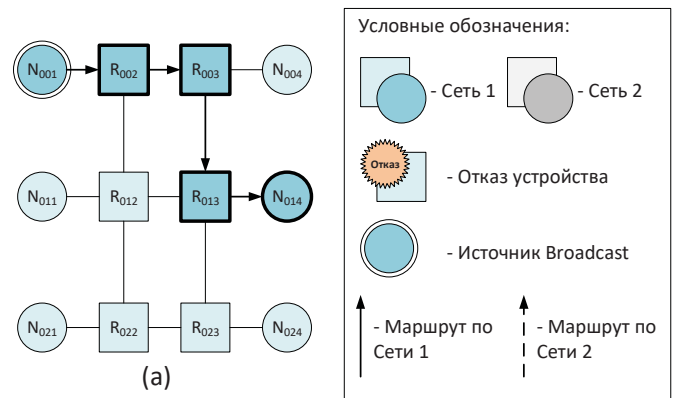 N001 R002 R003 N004
N011 R012 R013 N014
N021 R022 R023 N024
(а)
Условные обозначения:
- Сеть 1 - Сеть 2
Отказ
- Отказ устройства
- Источник Broadcast
- Маршрут по
Сети 1
- Маршрут по
Сети 2